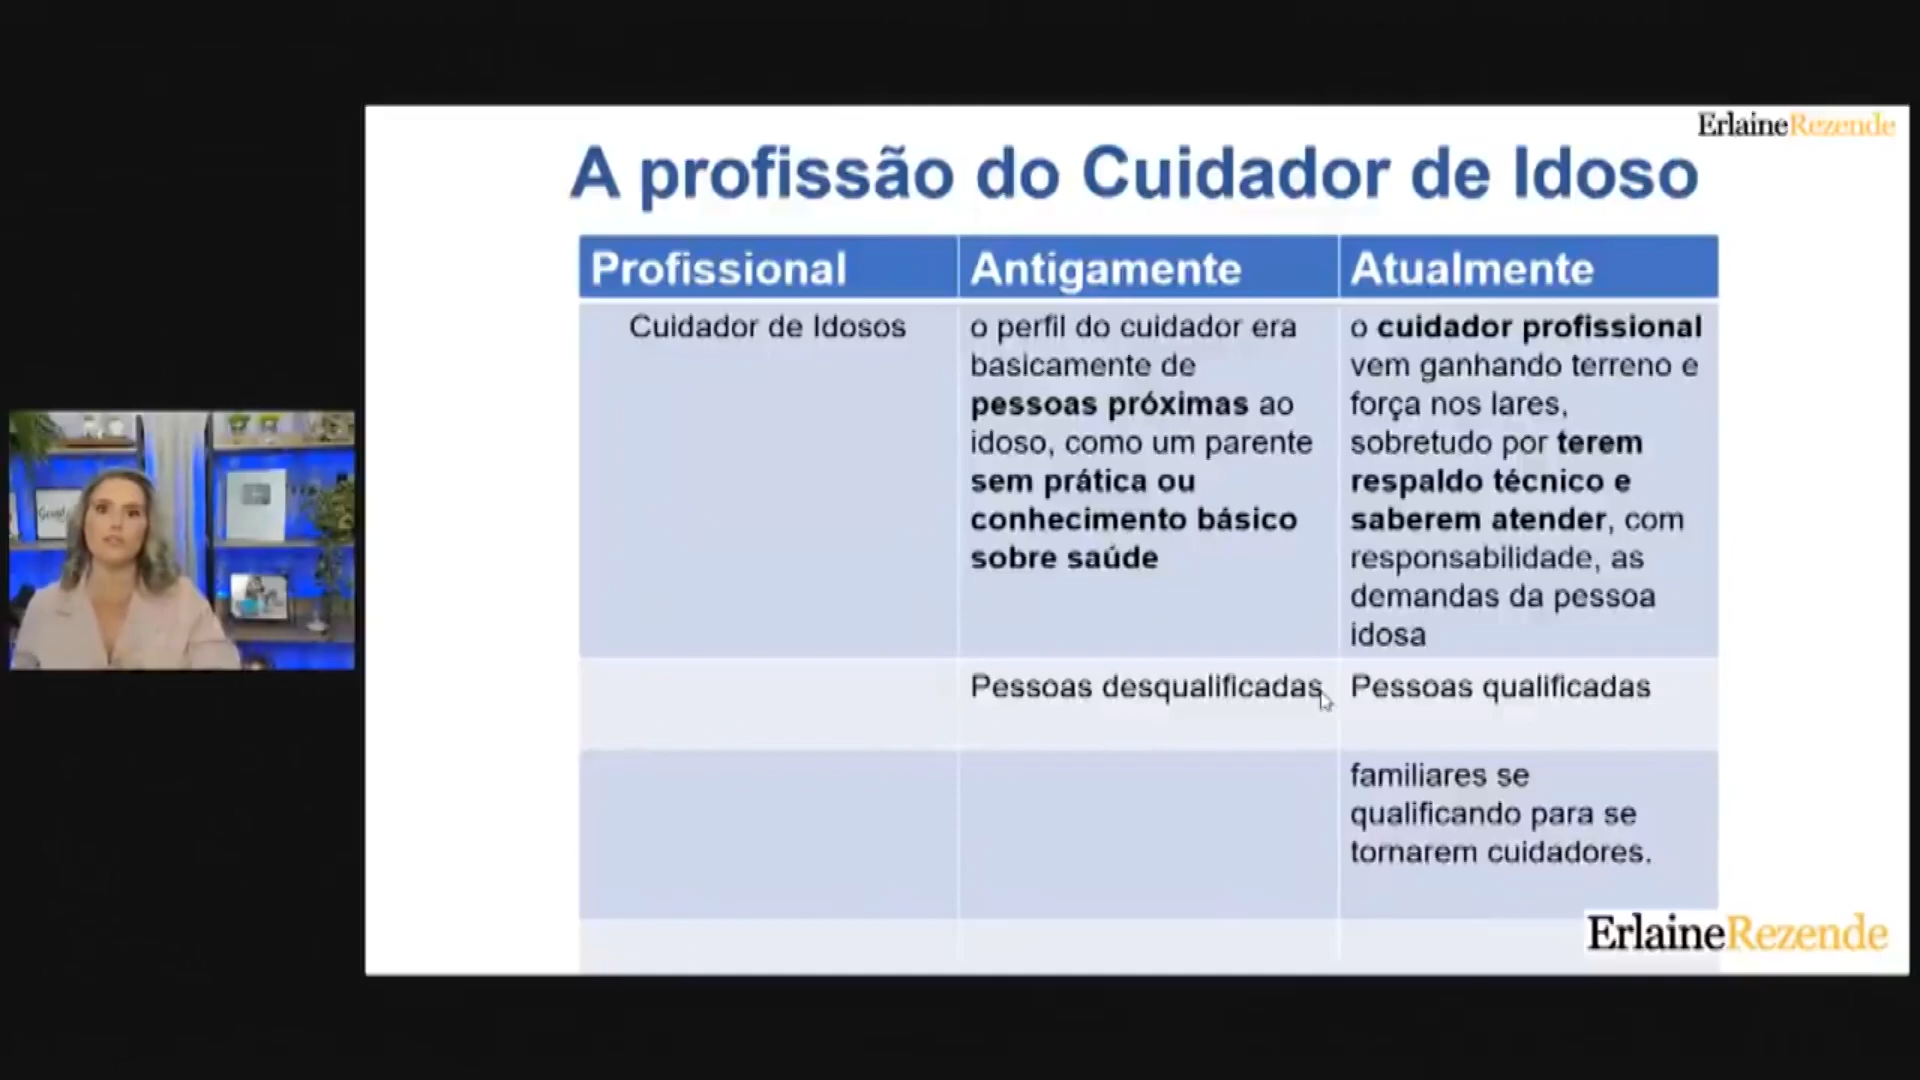 ErlaineRezende
A profissão do Cuidador de Idoso
Profissional
Antigamente
Atualmente
Cuidador de Idosos
o perfil do cuidador era
basicamente de
pessoas próximas ao
idoso, como um parente
sem prática ou
conhecimento básico
sobre saúde
o cuidador profissional
vem ganhando terreno e
força nos lares,
sobretudo por terem
respaldo técnico e
saberem atender, com
responsabilidade, as
demandas da pessoa
idosa
Pessoas desqualificadas
Pessoas qualificadas
familiares se
qualificando para se
tornarem cuidadores.
ErlaineRezende